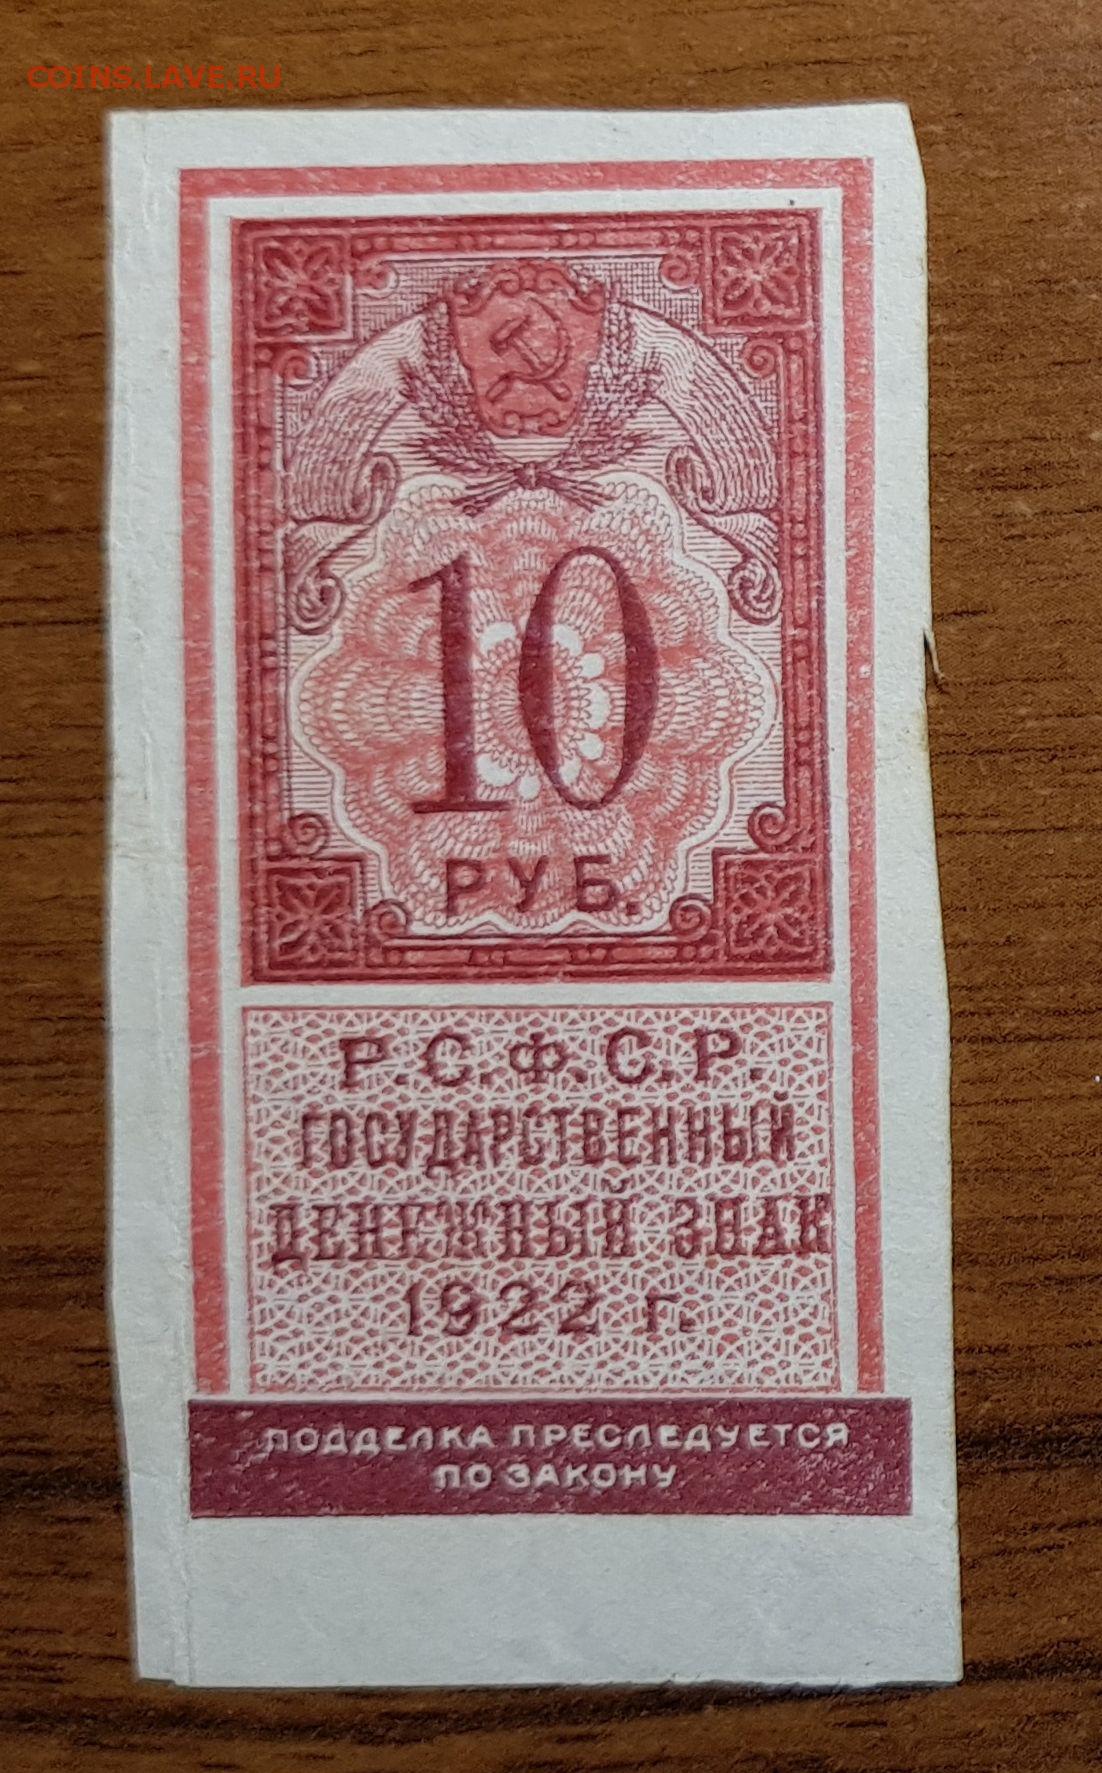 COINS.LAVE.RU
10
РУБ.
Р.С.Ф.С.Р.
ГОСУДАРСТВЕННЫЙ
ДЕНЕЖНЫЙ ЗНАК
1922 г.
ПОДДЕЛКА ПРЕСЛЕДУЕТСЯ
ПО ЗАКОНУ